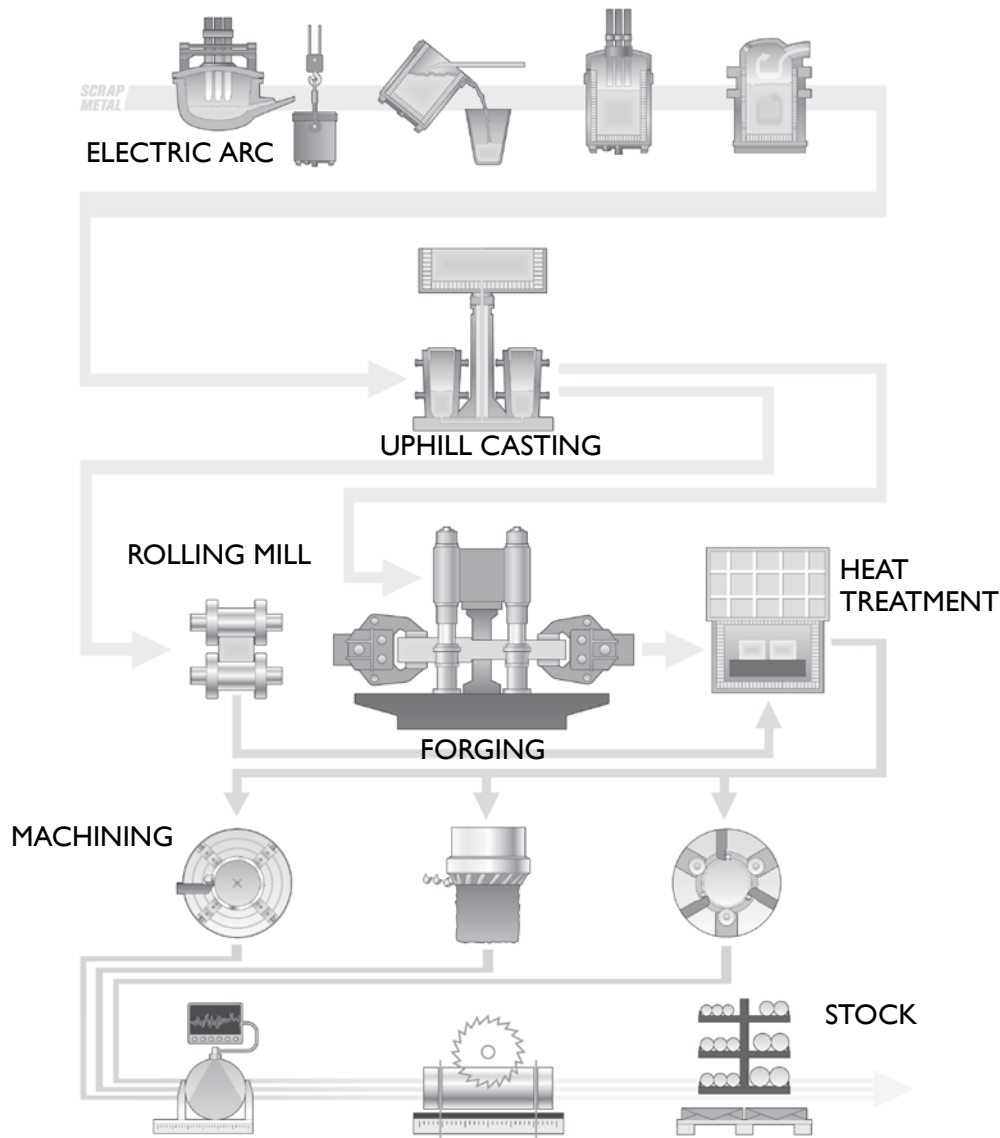 SCRAP
METAL
ELECTRIC ARC
UPHILL CASTING
ROLLING MILL
HEAT
TREATMENT
FORGING
MACHINING
STOCK